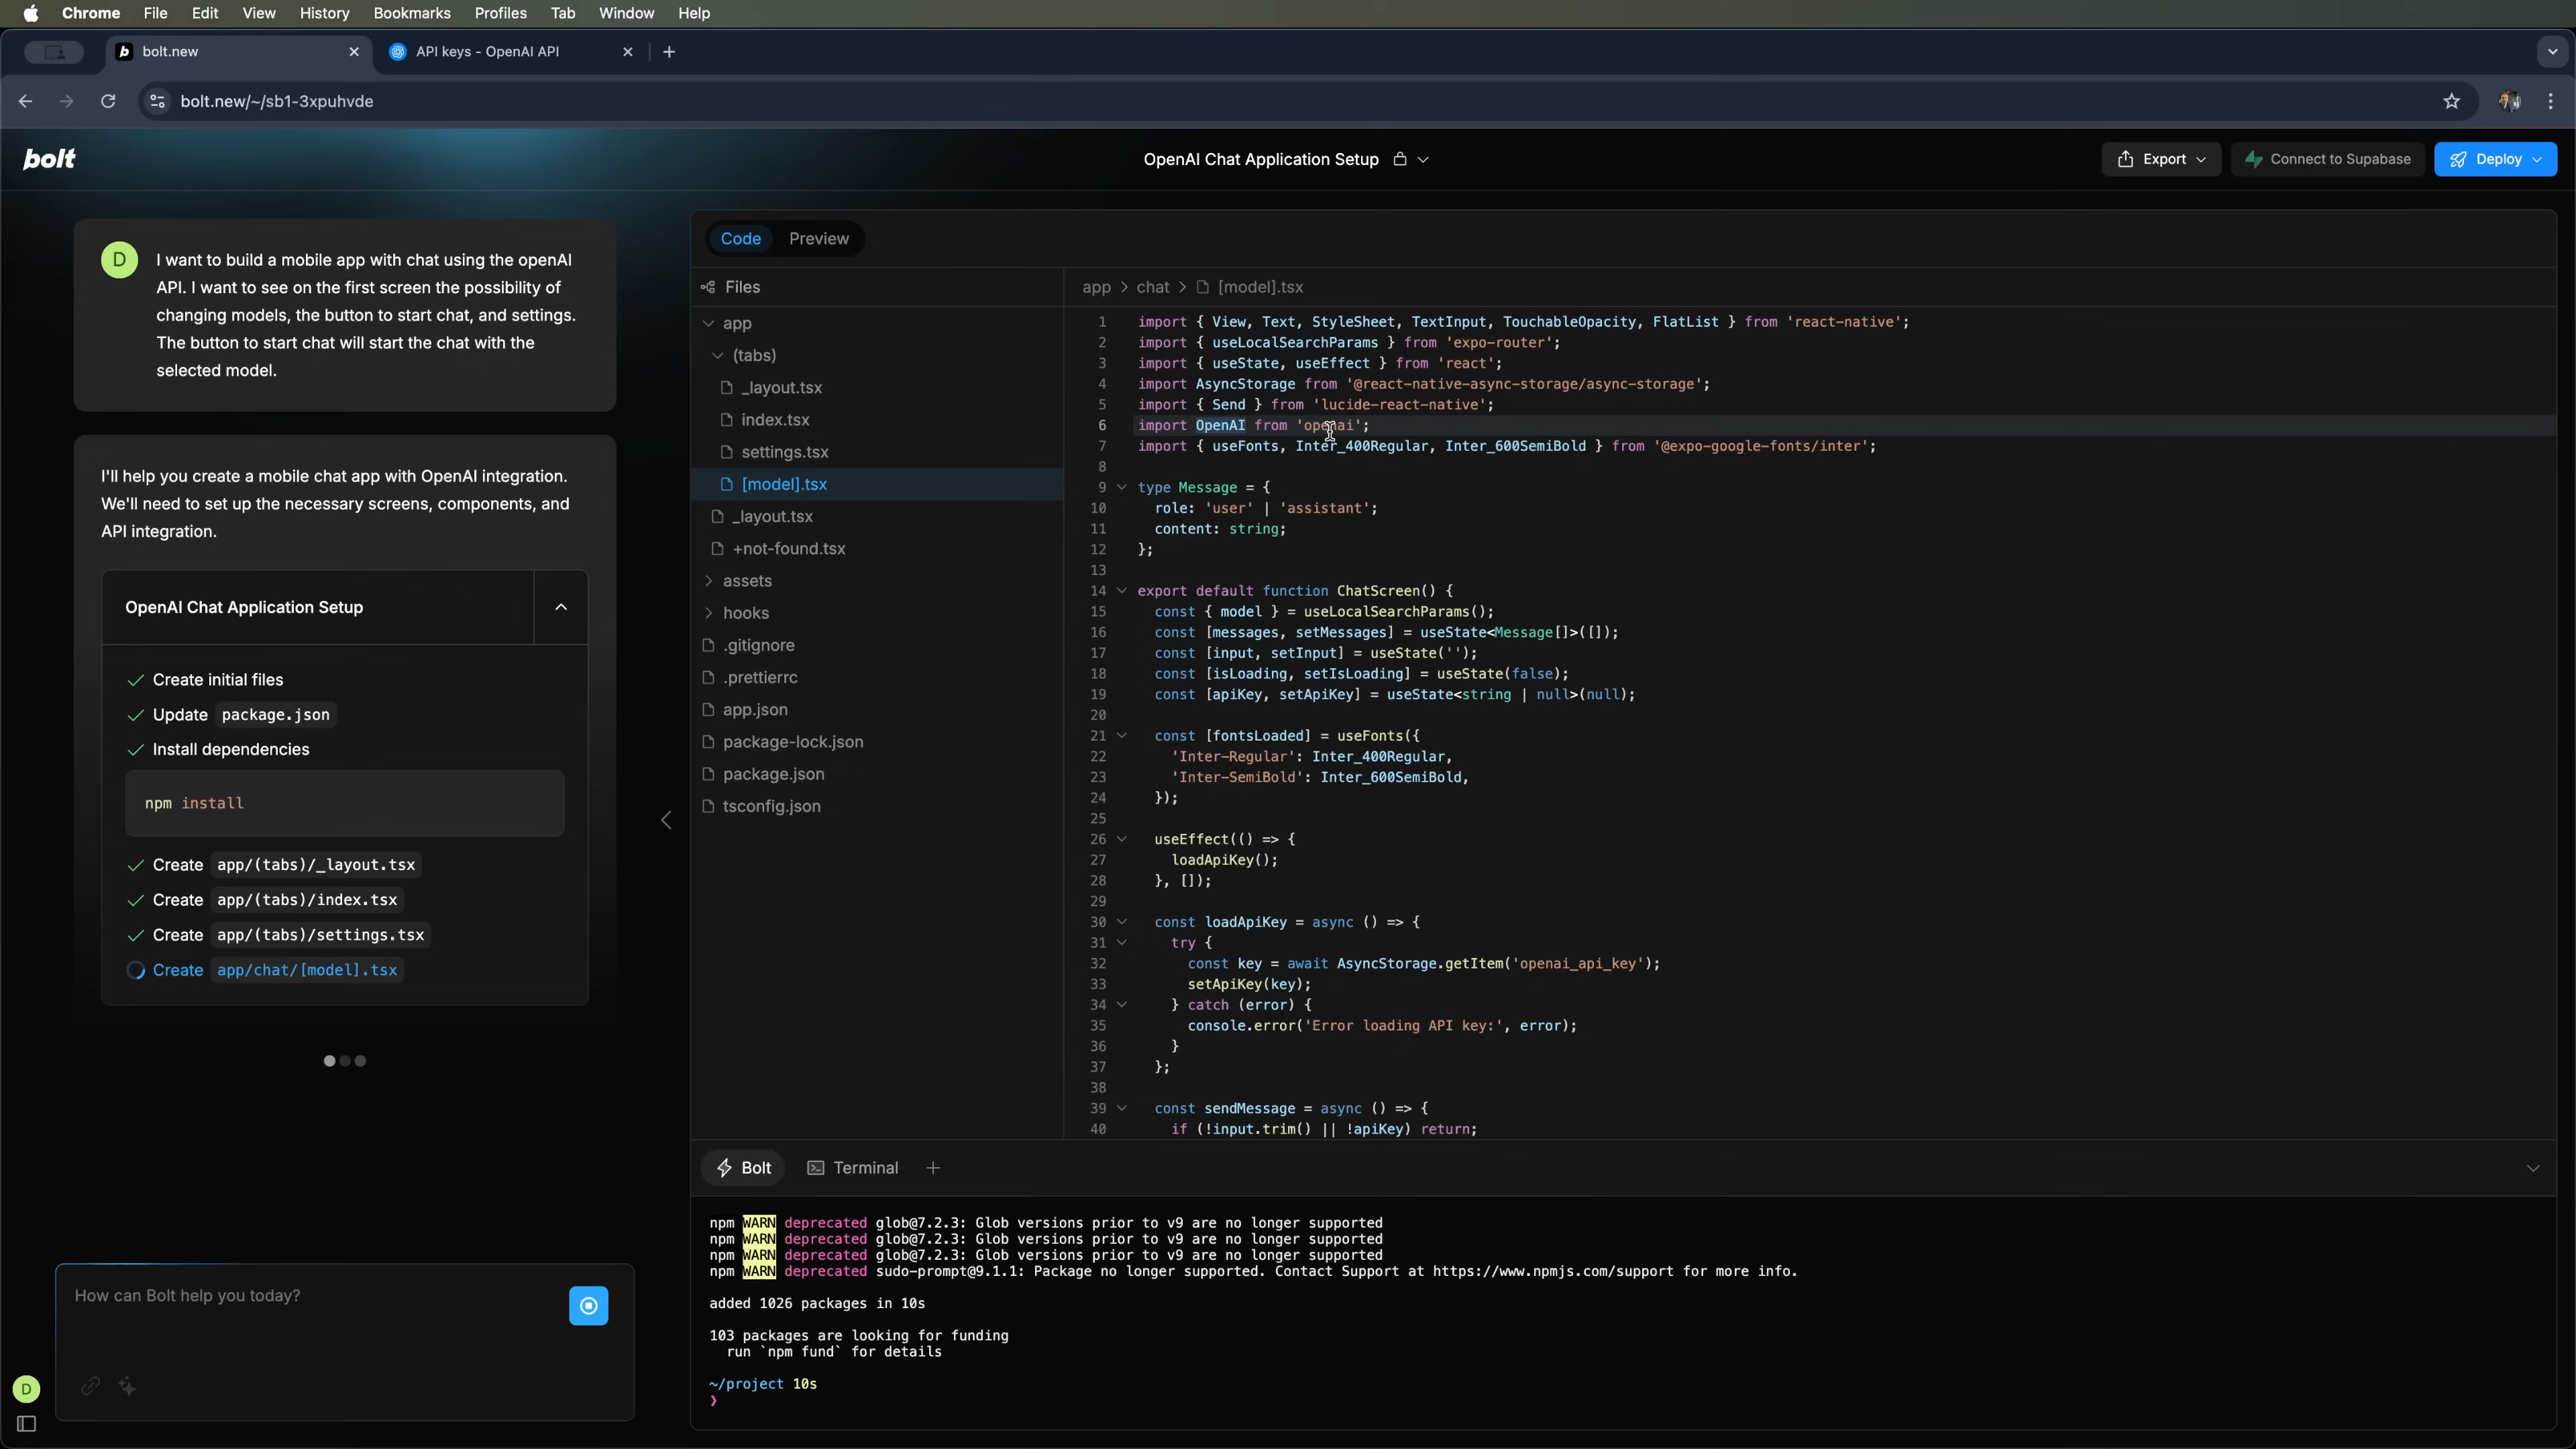 Chrome File Edit View History Bookmarks Profiles Tab Window Help
bolt.new
API keys - OpenAI API
bolt.new/~/sb1-3xpuhvde
bolt
OpenAI Chat Application Setup
Export
Connect to Supabase
Deploy
D
I want to build a mobile app with chat using the openAI
API. I want to see on the first screen the possibility of
changing models, the button to start chat, and settings.
The button to start chat will start the chat with the
selected model.
I'll help you create a mobile chat app with OpenAI integration.
We'll need to set up the necessary screens, components, and
API integration.
OpenAI Chat Application Setup
Create initial files
Update package.json
Install dependencies
npm install
Create app/(tabs)/_layout.tsx
Create app/(tabs)/index.tsx
Create app/(tabs)/settings.tsx
Create app/chat/[model].tsx
How can Bolt help you today?
D
Code Preview
Files
app
(tabs)
_layout.tsx
index.tsx
settings.tsx
[model].tsx
_layout.tsx
+not-found.tsx
assets
hooks
.gitignore
.prettierrc
app.json
package-lock.json
package.json
tsconfig.json
app > chat > [model].tsx
1 import { View, Text, StyleSheet, TextInput, TouchableOpacity, FlatList } from 'react-native';
2 import { useLocalSearchParams } from 'expo-router';
3 import { useState, useEffect } from 'react';
4 import AsyncStorage from '@react-native-async-storage/async-storage';
5 import { Send } from 'lucide-react-native';
6 import OpenAI from 'openai';
7 import { useFonts, Inter_400Regular, Inter_600SemiBold } from '@expo-google-fonts/inter';
8
9 type Message = {
10 role: 'user' | 'assistant';
11 content: string;
12 };
13
14 export default function ChatScreen() {
15 const { model } = useLocalSearchParams();
16 const [messages, setMessages] = useState<Message[]>([]);
17 const [input, setInput] = useState('');
18 const [isLoading, setIsLoading] = useState(false);
19 const [apiKey, setApiKey] = useState<string | null>(null);
20
21 const [fontsLoaded] = useFonts({
22 'Inter-Regular': Inter_400Regular,
23 'Inter-SemiBold': Inter_600SemiBold,
24 });
25
26 useEffect(() => {
27 loadApiKey();
28 }, []);
29
30 const loadApiKey = async () => {
31 try {
32 const key = await AsyncStorage.getItem('openai_api_key');
33 setApiKey(key);
34 } catch (error) {
35 console.error('Error loading API key:', error);
36 }
37 };
38
39 const sendMessage = async () => {
40 if (!input.trim() || !apiKey) return;
Bolt Terminal
npm WARN deprecated glob@7.2.3: Glob versions prior to v9 are no longer supported
npm WARN deprecated glob@7.2.3: Glob versions prior to v9 are no longer supported
npm WARN deprecated glob@7.2.3: Glob versions prior to v9 are no longer supported
npm WARN deprecated sudo-prompt@9.1.1: Package no longer supported. Contact Support at https://www.npmjs.com/support for more info.
added 1026 packages in 10s
103 packages are looking for funding
run `npm fund` for details
~/project 10s
❯